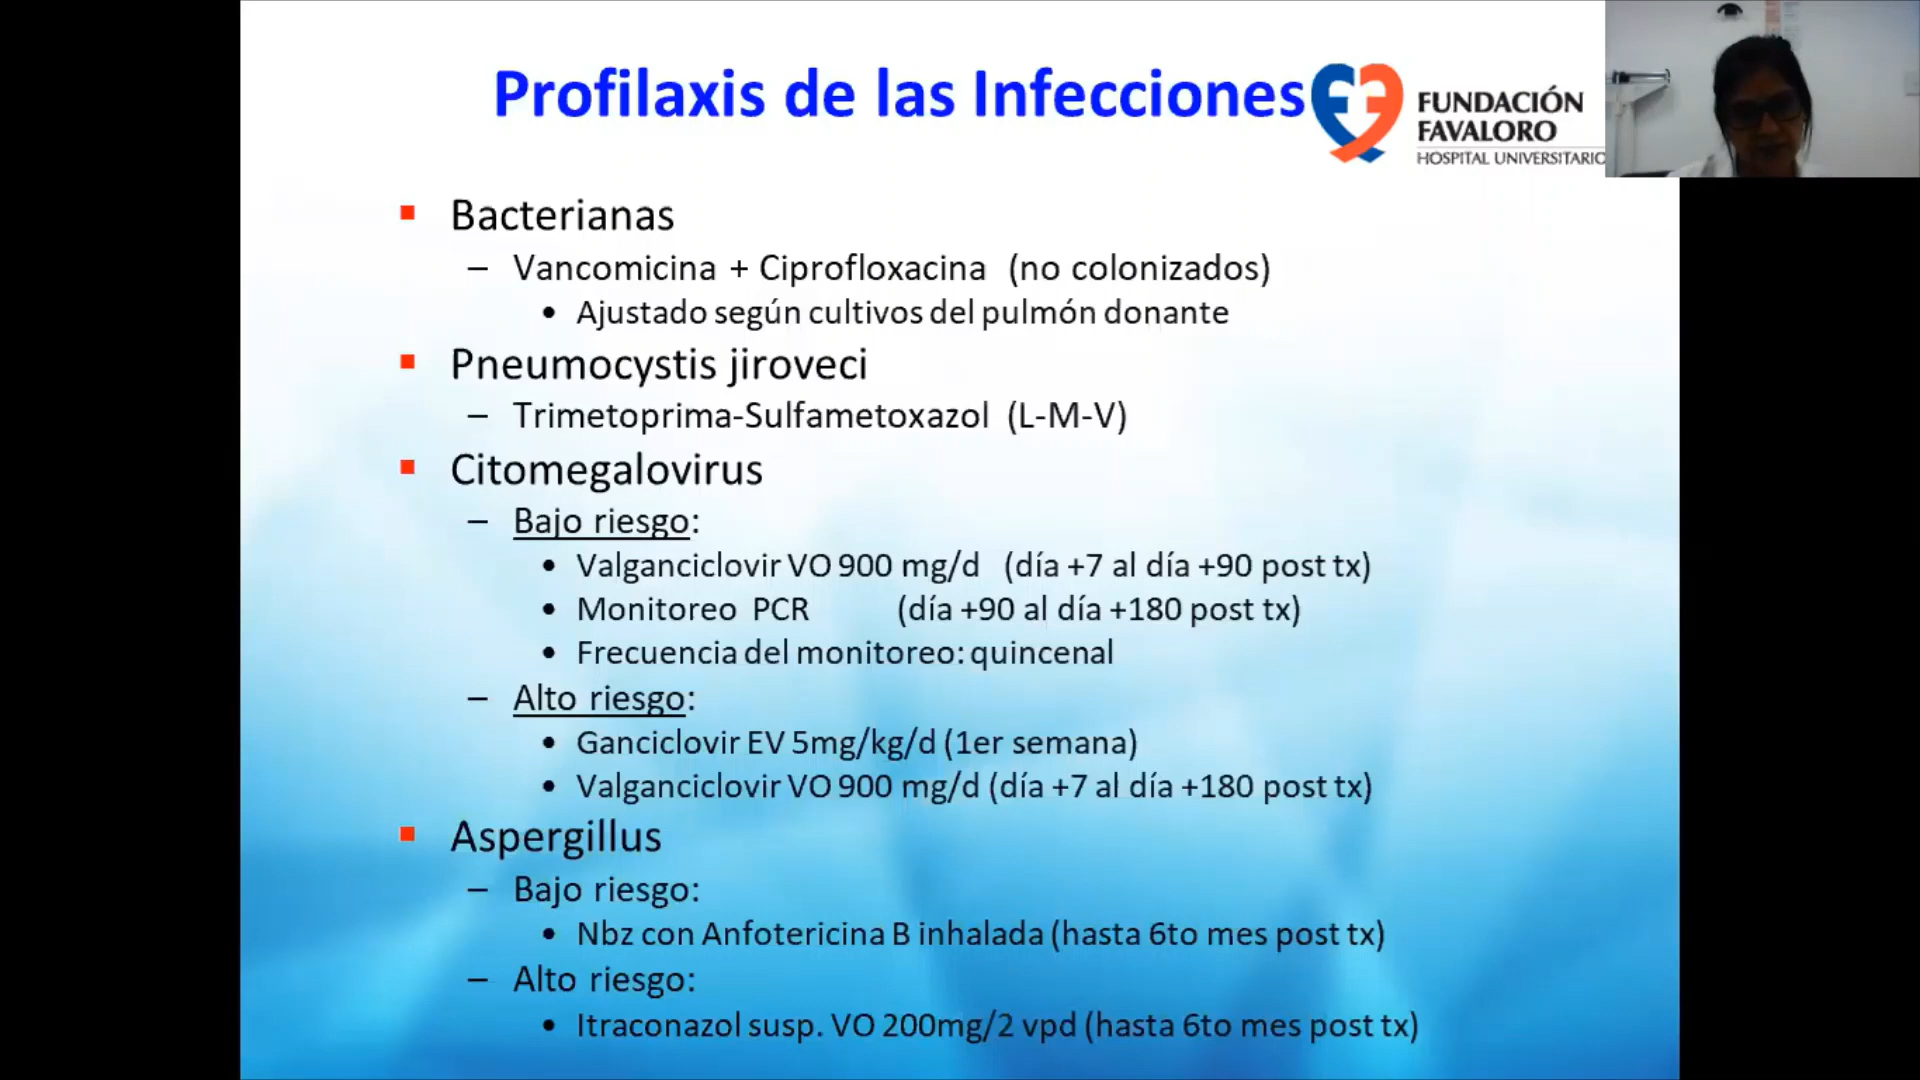 Profilaxis de las Infecciones
FUNDACIÓN
FAVALORO
HOSPITAL UNIVERSITARIO
▪ Bacterianas
– Vancomicina + Ciprofloxacina (no colonizados)
• Ajustado según cultivos del pulmón donante
▪ Pneumocystis jiroveci
– Trimetoprima-Sulfametoxazol (L-M-V)
▪ Citomegalovirus
– Bajo riesgo:
• Valganciclovir VO 900 mg/d (día +7 al día +90 post tx)
• Monitoreo PCR (día +90 al día +180 post tx)
• Frecuencia del monitoreo: quincenal
– Alto riesgo:
• Ganciclovir EV 5mg/kg/d (1er semana)
• Valganciclovir VO 900 mg/d (día +7 al día +180 post tx)
▪ Aspergillus
– Bajo riesgo:
• Nbz con Anfotericina B inhalada (hasta 6to mes post tx)
– Alto riesgo:
• Itraconazol susp. VO 200mg/2 vpd (hasta 6to mes post tx)